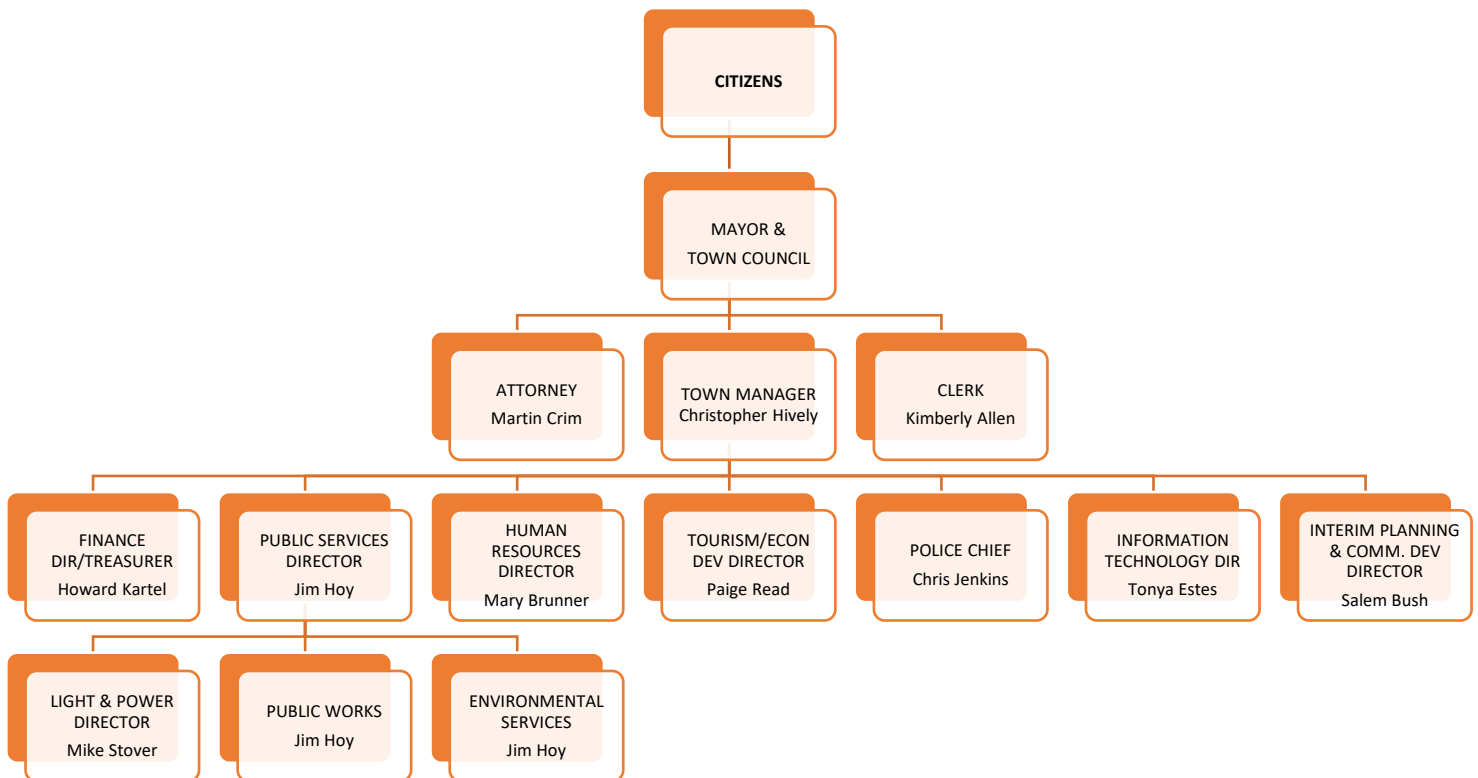 CITIZENS
MAYOR &
TOWN COUNCIL
ATTORNEY
Martin Crim
TOWN MANAGER
Christopher Hively
CLERK
Kimberly Allen
FINANCE
DIR/TREASURER
Howard Kartel
PUBLIC SERVICES
DIRECTOR
Jim Hoy
HUMAN
RESOURCES
DIRECTOR
Mary Brunner
TOURISM/ECON
DEV DIRECTOR
Paige Read
POLICE CHIEF
Chris Jenkins
INFORMATION
TECHNOLOGY DIR
Tonya Estes
INTERIM PLANNING
& COMM. DEV
DIRECTOR
Salem Bush
LIGHT & POWER
DIRECTOR
Mike Stover
PUBLIC WORKS
Jim Hoy
ENVIRONMENTAL
SERVICES
Jim Hoy